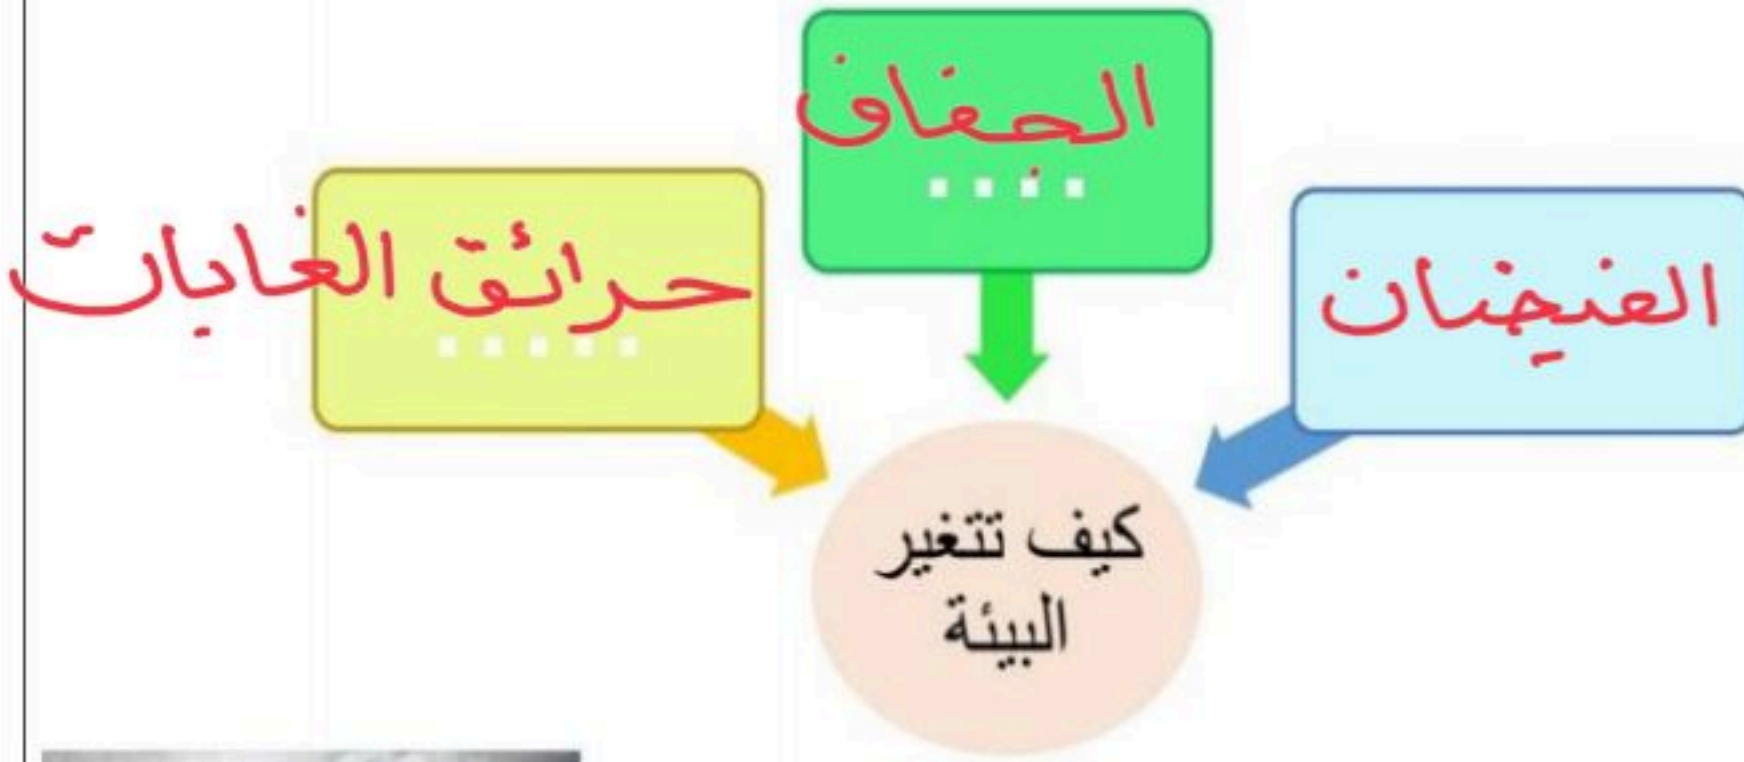 الجفاف
....
الفيضان
حرائق الغابات
.....
كيف تتغير
البيئة